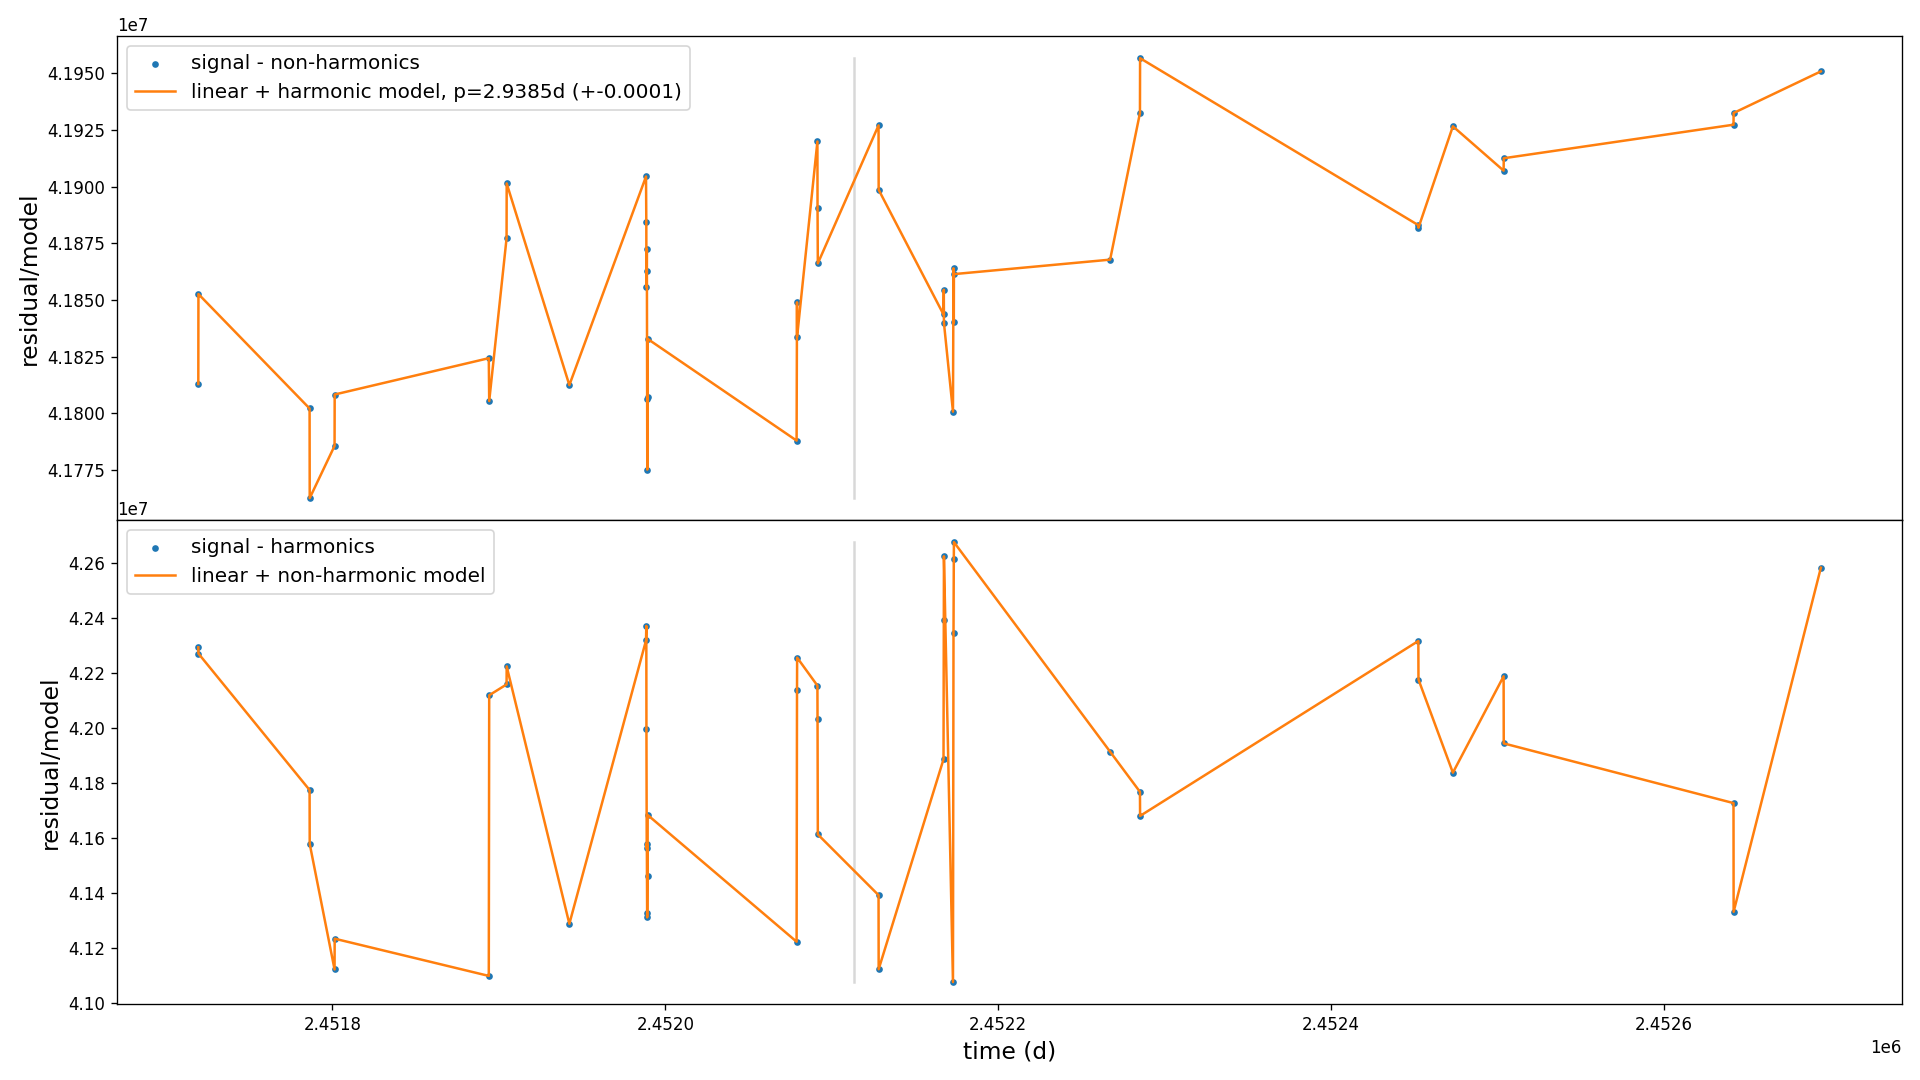 1e7
signal - non-harmonics
linear + harmonic model, p=2.9385d (+-0.0001)
4.1950
4.1925
4.1900
4.1875
4.1850
4.1825
4.1800
4.1775
residual/model
1e7
signal - harmonics
linear + non-harmonic model
4.26
4.24
4.22
4.20
4.18
4.16
4.14
4.12
4.10
residual/model
2.4518
2.4520
2.4522
2.4524
2.4526
1e6
time (d)